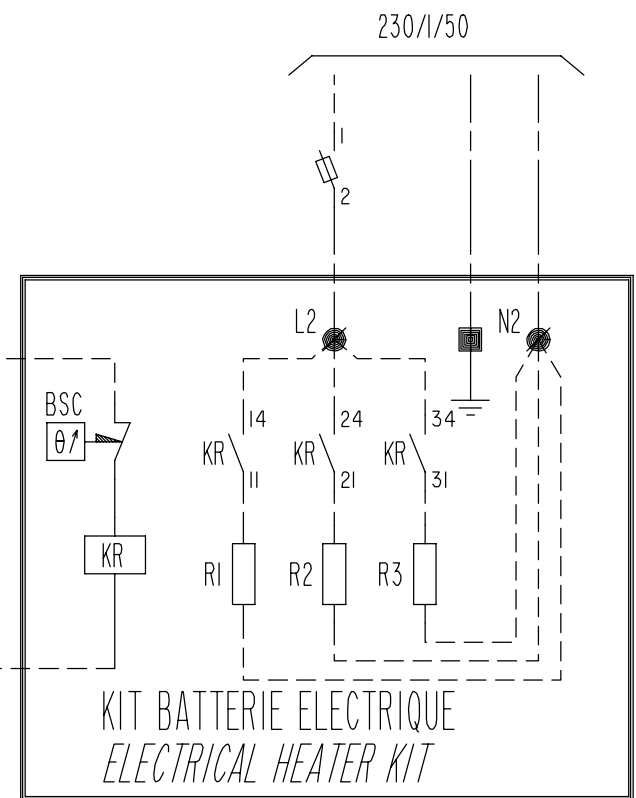 230/1/50
1
2
L2
N2
BSC
θ
14
24
34
KR
KR
KR
11
21
31
KR
R1
R2
R3
KIT BATTERIE ELECTRIQUE
ELECTRICAL HEATER KIT